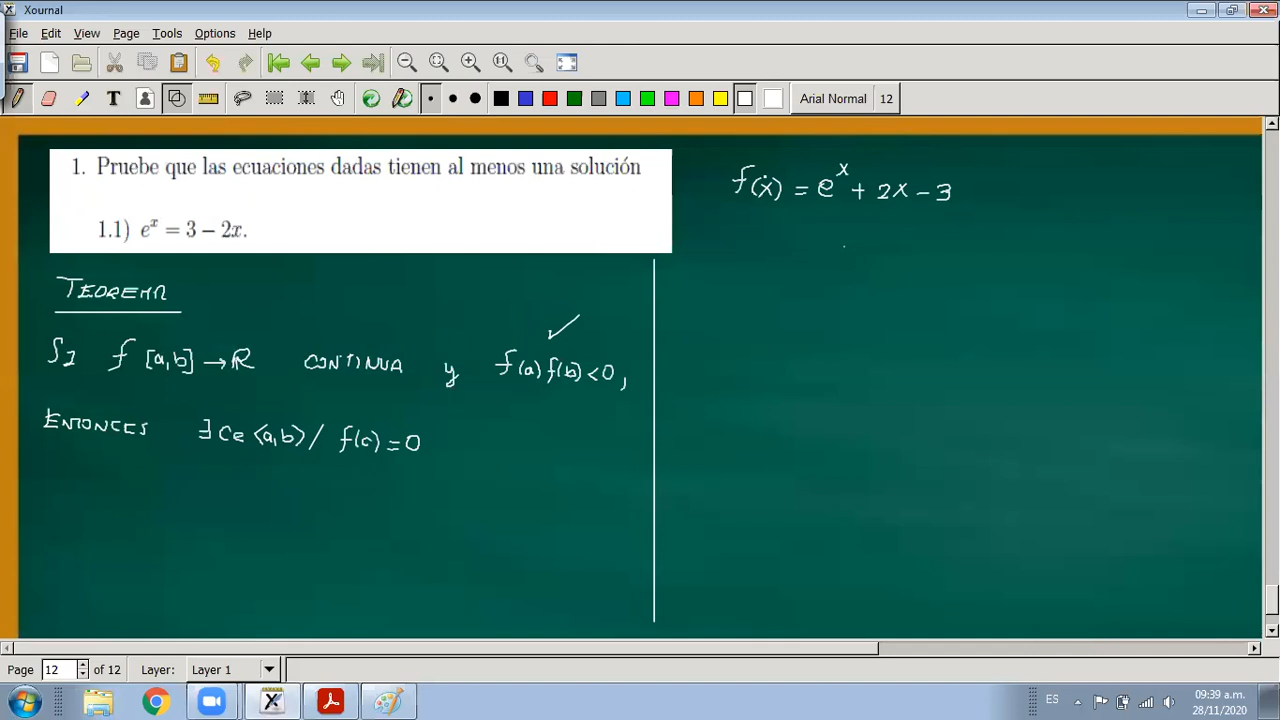 Xournal
File Edit View Page Tools Options Help
Arial Normal 12
1. Pruebe que las ecuaciones dadas tienen al menos una solución
1.1) e^x = 3 − 2x.
f(x) = e^x + 2x − 3
TEOREMA
SI f [a,b] → R CONTINUA y f(a) f(b) < 0,
ENTONCES ∃ C ∈ <a,b> / f(c) = 0
Page 12 of 12 Layer: Layer 1
ES 09:39 a.m.
28/11/2020